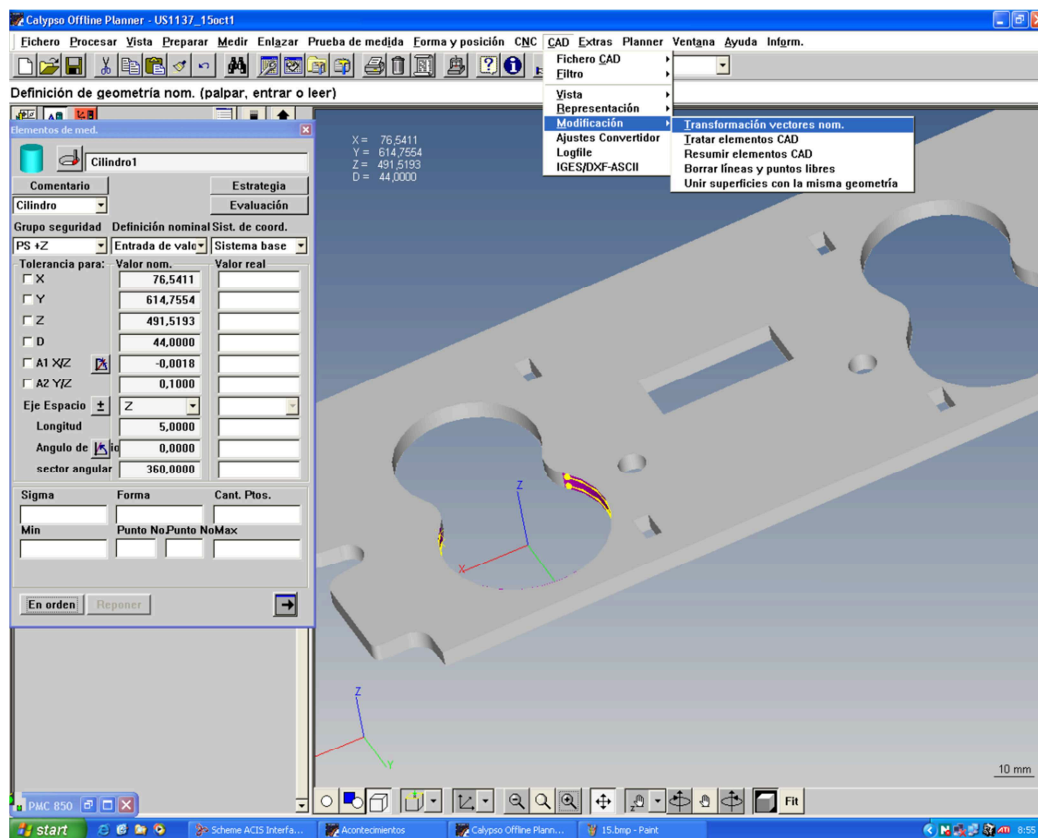 Calypso Offline Planner - US1137_15oct1
Fichero Procesar Vista Preparar Medir Enlazar Prueba de medida Forma y posición CNC CAD Extras Planner Ventana Ayuda Inform.
Definición de geometría nom. (palpar, entrar o leer)
Fichero CAD
Filtro
Vista
Representación
Modificación
Ajustes Convertidor
Logfile
IGES/DXF-ASCII
Transformación vectores nom.
Tratar elementos CAD
Resumir elementos CAD
Borrar líneas y puntos libres
Unir superficies con la misma geometría
Elementos de med.
Cilindro1
Comentario Estrategia
Cilindro Evaluación
Grupo seguridad Definición nominal Sist. de coord.
PS +Z Entrada de valo Sistema base
Tolerancia para: Valor nom. Valor real
X 76,5411
Y 614,7554
Z 491,5193
D 44,0000
A1 X/Z -0,0018
A2 Y/Z 0,1000
Eje Espacio ± Z
Longitud 5,0000
Angulo de io 0,0000
sector angular 360,0000
Sigma Forma Cant. Ptos.
Min Punto No. Punto No Max
En orden Reponer
X = 76,5411
Y = 614,7554
Z = 491,5193
D = 44,0000
Z
X
Z
Y
10 mm
PMC 850
Fit
start Scheme ACIS Interfa... Acontecimientos Calypso Offline Plann... 15.bmp - Paint 8:55